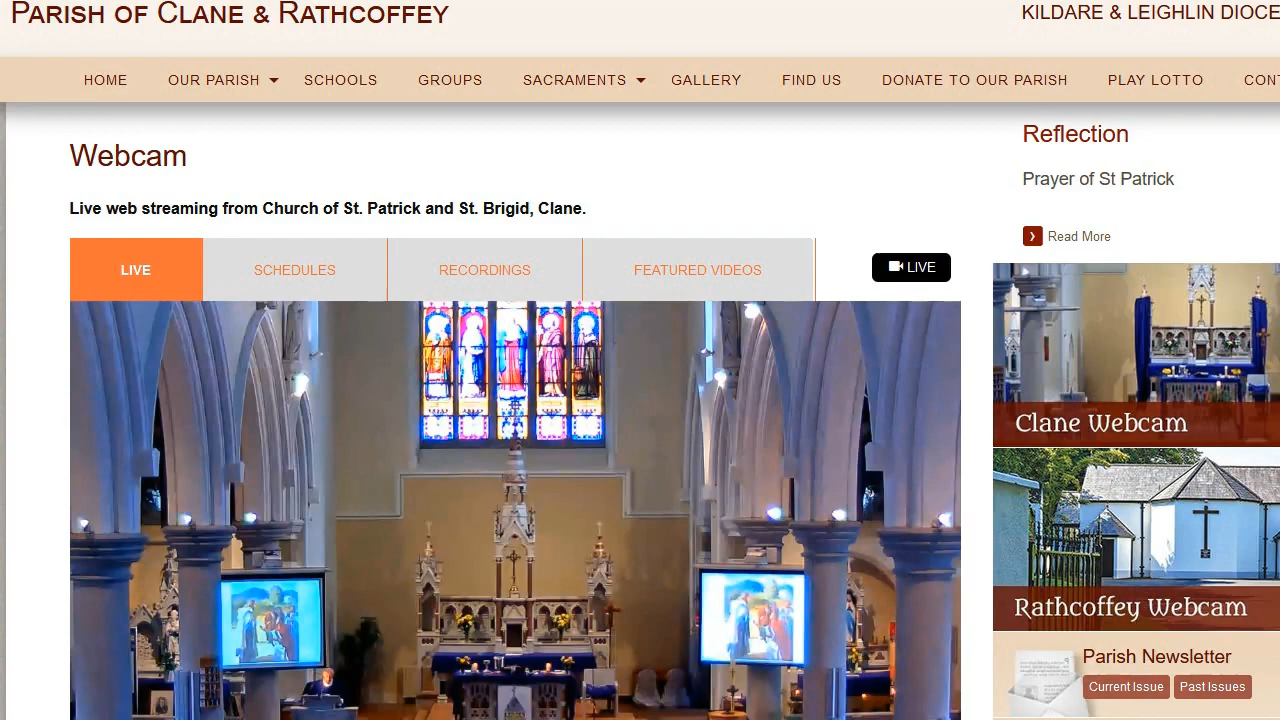 PARISH OF CLANE & RATHCOFFEY
KILDARE & LEIGHLIN DIOCE
HOME OUR PARISH SCHOOLS GROUPS SACRAMENTS GALLERY FIND US DONATE TO OUR PARISH PLAY LOTTO CONT
Webcam
Live web streaming from Church of St. Patrick and St. Brigid, Clane.
LIVE SCHEDULES RECORDINGS FEATURED VIDEOS LIVE
Reflection
Prayer of St Patrick
Read More
Clane Webcam
Rathcoffey Webcam
Parish Newsletter
Current Issue Past Issues